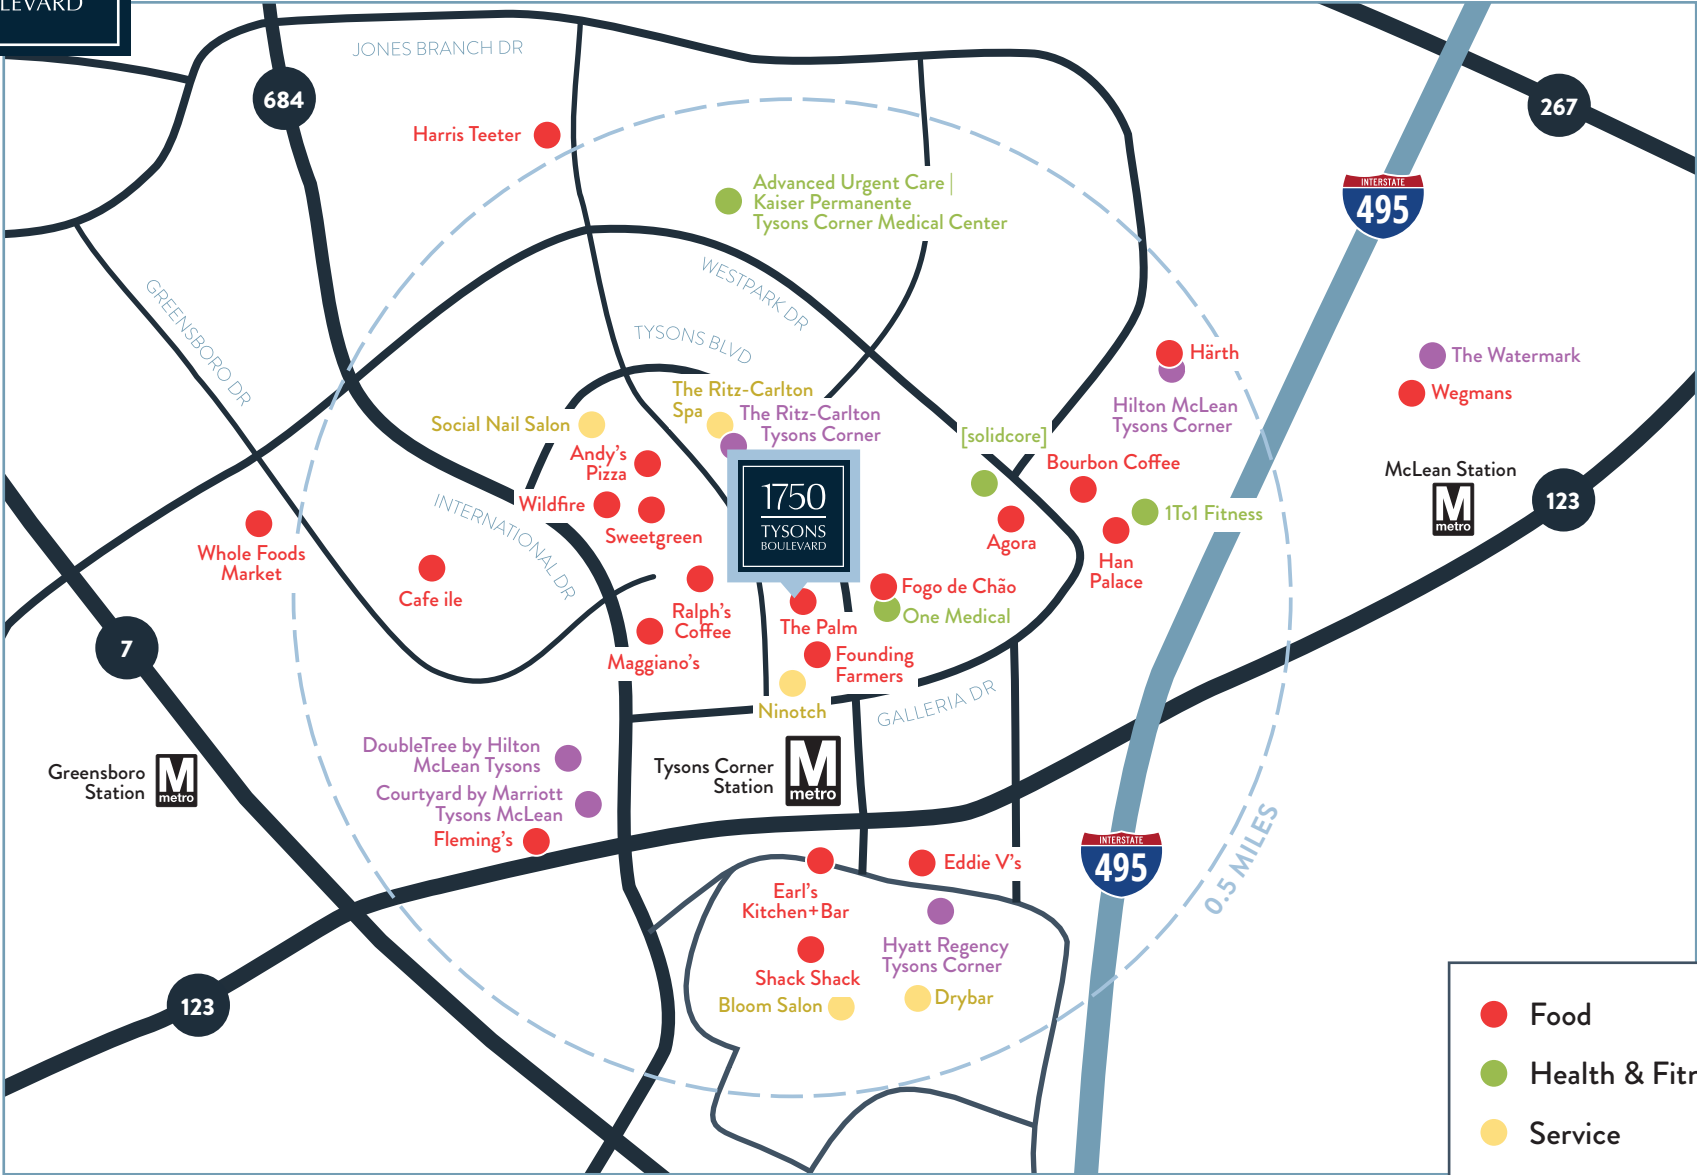 JONES BRANCH DR
684
267
Harris Teeter
INTERSTATE
495
Advanced Urgent Care |
Kaiser Permanente
Tysons Corner Medical Center
GREENSBORO DR
WESTPARK DR
TYSONS BLVD
Härth
Hilton McLean
Tysons Corner
The Watermark
Wegmans
The Ritz-Carlton
Spa
The Ritz-Carlton
Tysons Corner
Social Nail Salon
[solidcore]
Andy's
Pizza
Bourbon Coffee
McLean Station
M
metro
123
1750
TYSONS
BOULEVARD
Wildfire
Sweetgreen
INTERNATIONAL DR
1To1 Fitness
Agora
Han
Palace
Whole Foods
Market
Cafe ile
Fogo de Chão
One Medical
Ralph's
Coffee
The Palm
7
Maggiano's
Founding
Farmers
Ninotch
GALLERIA DR
DoubleTree by Hilton
McLean Tysons
Greensboro
Station
M
metro
Tysons Corner
Station
M
metro
Courtyard by Marriott
Tysons McLean
Fleming's
INTERSTATE
495
0.5 MILES
Eddie V's
Earl's
Kitchen+Bar
Hyatt Regency
Tysons Corner
Shack Shack
Bloom Salon
Drybar
123
Food
Health & Fit
Service